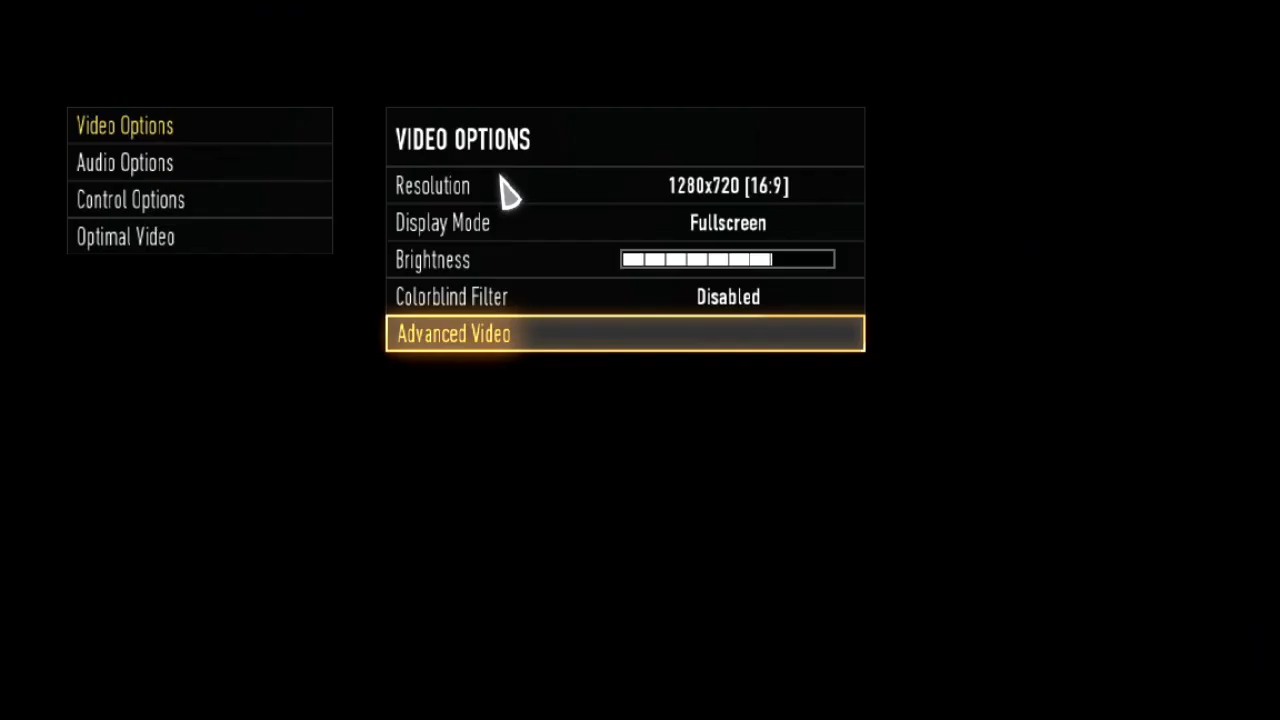 Video Options
Audio Options
Control Options
Optimal Video
VIDEO OPTIONS
Resolution 1280x720 [16:9]
Display Mode Fullscreen
Brightness
Colorblind Filter Disabled
Advanced Video